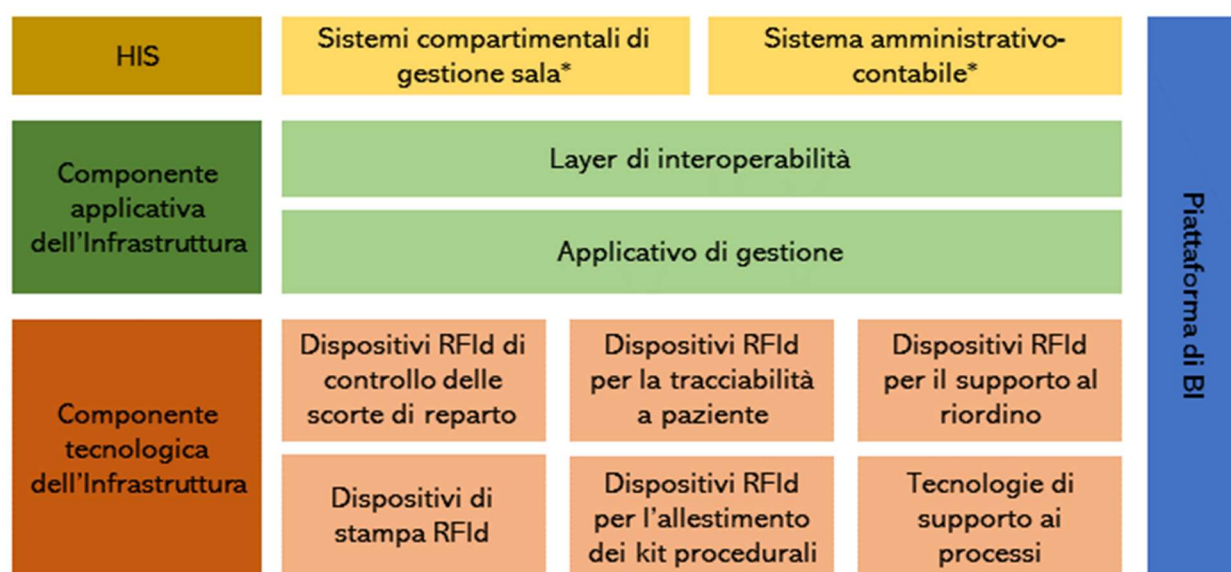 HIS
Sistemi compartimentali di
gestione sala*
Sistema amministrativo-
contabile*
Componente
applicativa
dell'Infrastruttura
Layer di interoperabilità
Applicativo di gestione
Componente
tecnologica
dell'Infrastruttura
Dispositivi RFId di
controllo delle
scorte di reparto
Dispositivi RFId
per la tracciabilità
a paziente
Dispositivi RFId
per il supporto al
riordino
Dispositivi di
stampa RFId
Dispositivi RFId
per l'allestimento
dei kit procedurali
Tecnologie di
supporto ai
processi
Piattaforma di BI